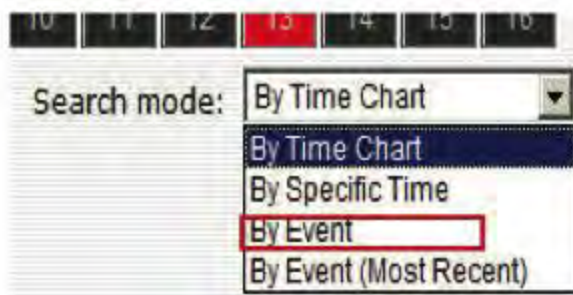 10 11 12 13 14 15 16
Search mode: By Time Chart
By Time Chart
By Specific Time
By Event
By Event (Most Recent)